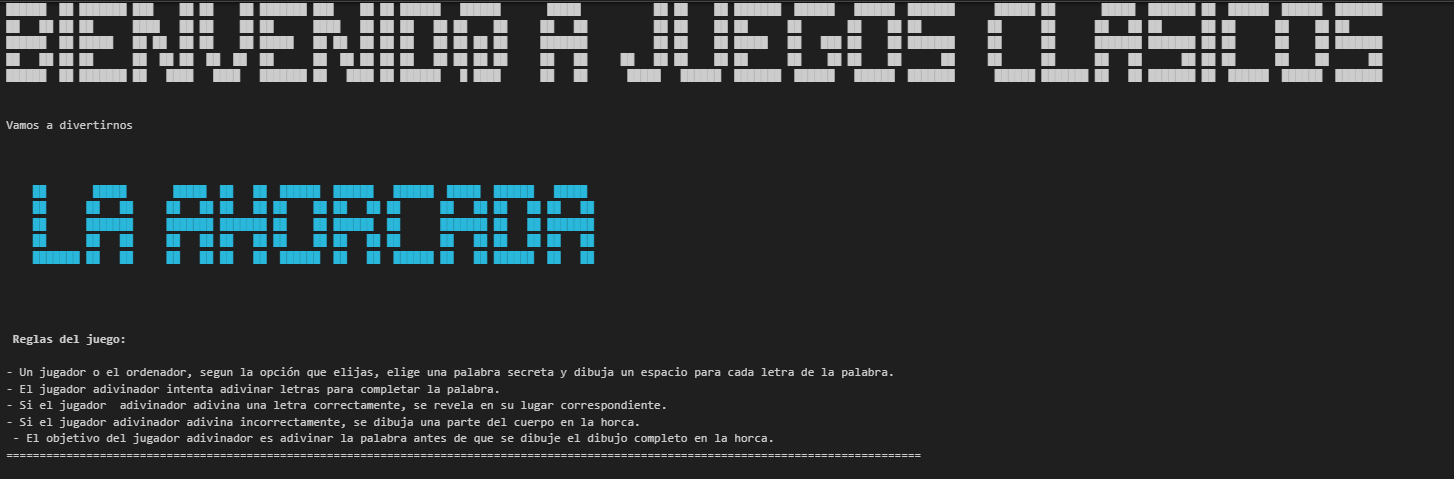 BIENVENID@ A JUEGOS CLASICOS
Vamos a divertirnos
LA AHORCADA
Reglas del juego:
- Un jugador o el ordenador, segun la opción que elijas, elige una palabra secreta y dibuja un espacio para cada letra de la palabra.
- El jugador adivinador intenta adivinar letras para completar la palabra.
- Si el jugador  adivinador adivina una letra correctamente, se revela en su lugar correspondiente.
- Si el jugador adivinador adivina incorrectamente, se dibuja una parte del cuerpo en la horca.
- El objetivo del jugador adivinador es adivinar la palabra antes de que se dibuje el dibujo completo en la horca.